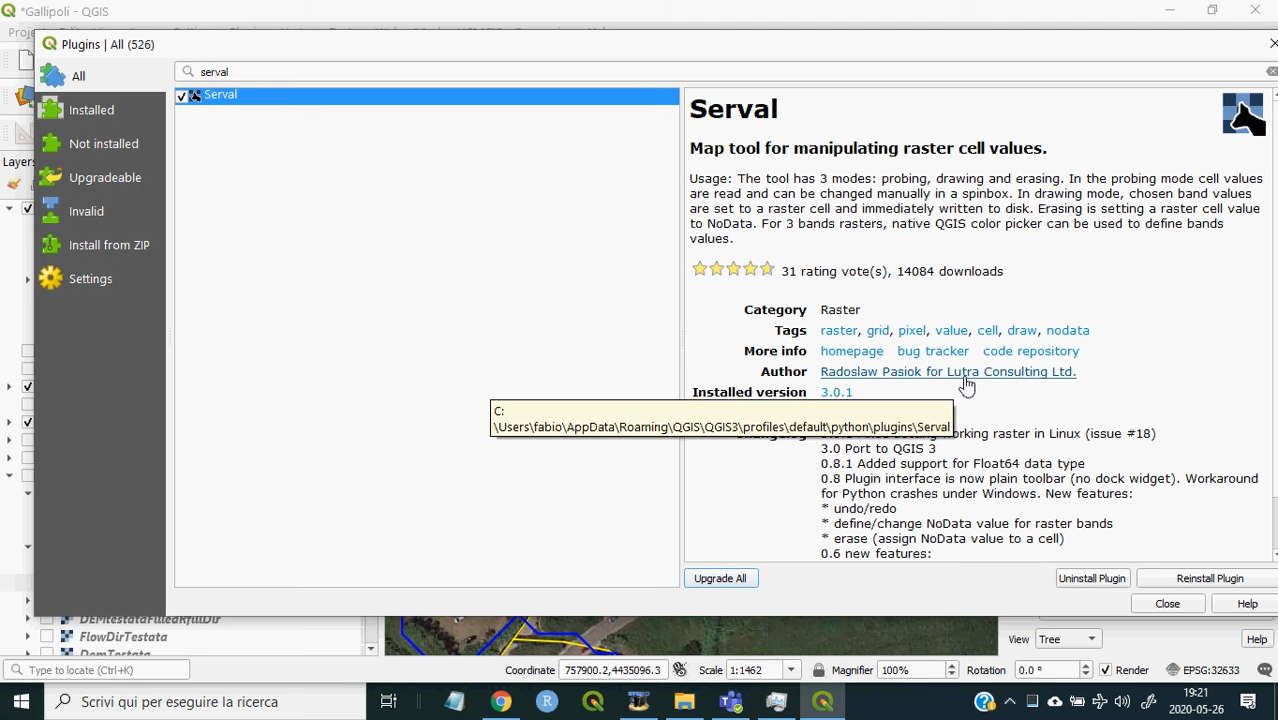 *Gallipoli - QGIS
Plugins | All (526)
All
serval
Installed
Not installed
Upgradeable
Invalid
Install from ZIP
Settings
Layers
Serval
Serval
Map tool for manipulating raster cell values.
Usage: The tool has 3 modes: probing, drawing and erasing. In the probing mode cell values
are read and can be changed manually in a spinbox. In drawing mode, chosen band values
are set to a raster cell and immediately written to disk. Erasing is setting a raster cell value
to NoData. For 3 bands rasters, native QGIS color picker can be used to define bands
values.
31 rating vote(s), 14084 downloads
Category Raster
Tags raster, grid, pixel, value, cell, draw, nodata
More info homepage bug tracker code repository
Author Radoslaw Pasiok for Lutra Consulting Ltd.
Installed version 3.0.1
C:
\Users\fabio\AppData\Roaming\QGIS\QGIS3\profiles\default\python\plugins\Serval
working raster in Linux (issue #18)
3.0 Port to QGIS 3
0.8.1 Added support for Float64 data type
0.8 Plugin interface is now plain toolbar (no dock widget). Workaround
for Python crashes under Windows. New features:
* undo/redo
* define/change NoData value for raster bands
* erase (assign NoData value to a cell)
0.6 new features:
Upgrade All Uninstall Plugin Reinstall Plugin
Close Help
DEMtestataFilledRfillDir
FlowDirTestata
DemTestata
View Tree Help
Type to locate (Ctrl+K) Coordinate 757900.2,4435096.3 Scale 1:1462 Magnifier 100% Rotation 0.0 ° Render EPSG:32633
Scrivi qui per eseguire la ricerca
19:21
2020-05-26